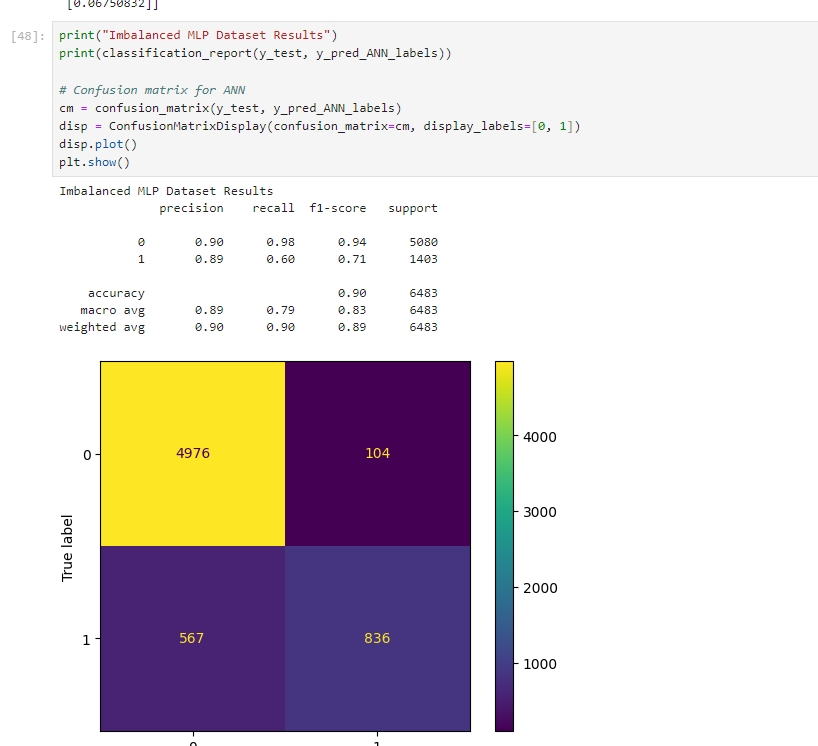 [0.06750832]]
[48]:
print("Imbalanced MLP Dataset Results")
print(classification_report(y_test, y_pred_ANN_labels))
# Confusion matrix for ANN
cm = confusion_matrix(y_test, y_pred_ANN_labels)
disp = ConfusionMatrixDisplay(confusion_matrix=cm, display_labels=[0, 1])
disp.plot()
plt.show()
Imbalanced MLP Dataset Results
precision recall f1-score support
0 0.90 0.98 0.94 5080
1 0.89 0.60 0.71 1403
accuracy 0.90 6483
macro avg 0.89 0.79 0.83 6483
weighted avg 0.90 0.90 0.89 6483
4000
0 4976 104
3000
True label
2000
1 567 836
1000
0 1